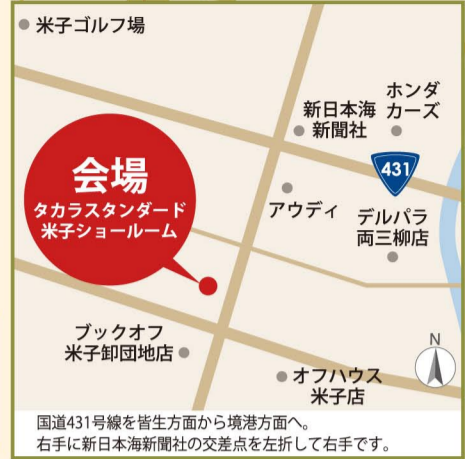 米子ゴルフ場
ホンダ
カーズ
新日本海
新聞社
431
会場
タカラスタンダード
米子ショールーム
アウディ
デルパラ
両三柳店
ブックオフ
米子卸団地店
N
オフハウス
米子店
国道431号線を皆生方面から境港方面へ。
右手に新日本海新聞社の交差点を左折して右手です。